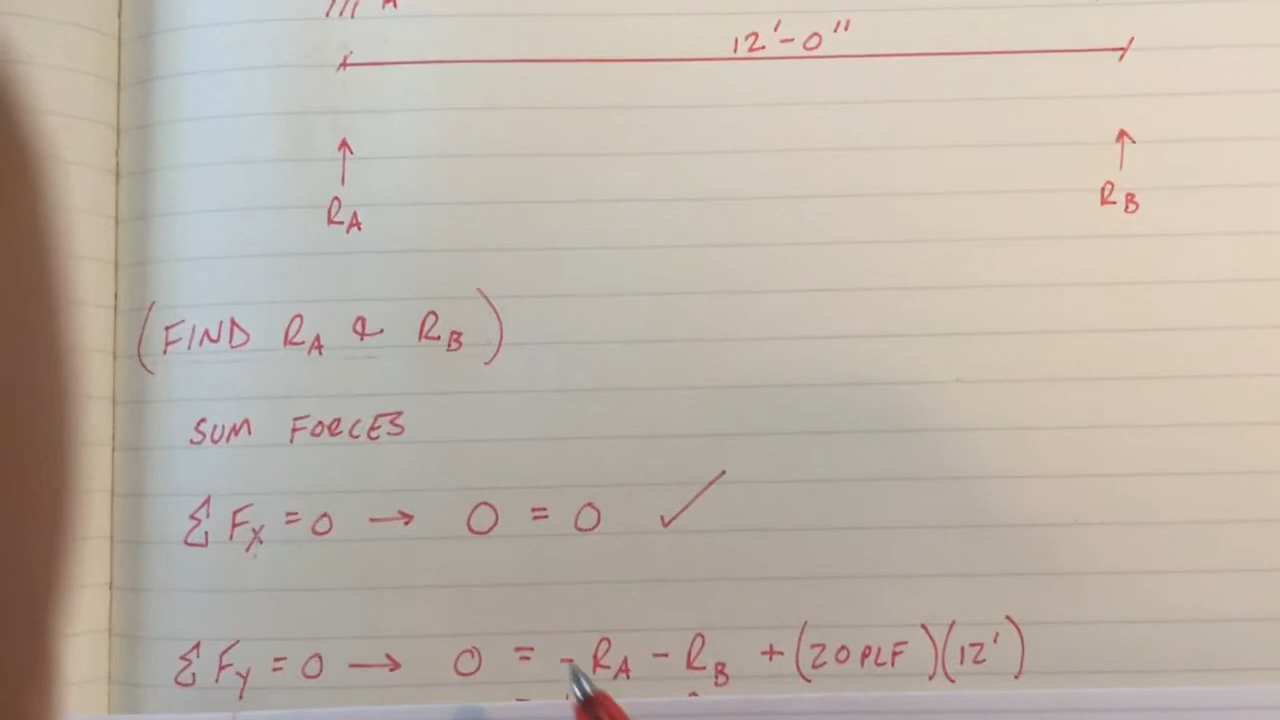 A
12'-0"
RA RB
(FIND RA & RB)
SUM FORCES
ΣFx = 0 → 0 = 0 ✓
ΣFy = 0 → 0 = -RA - RB + (20PLF)(12')